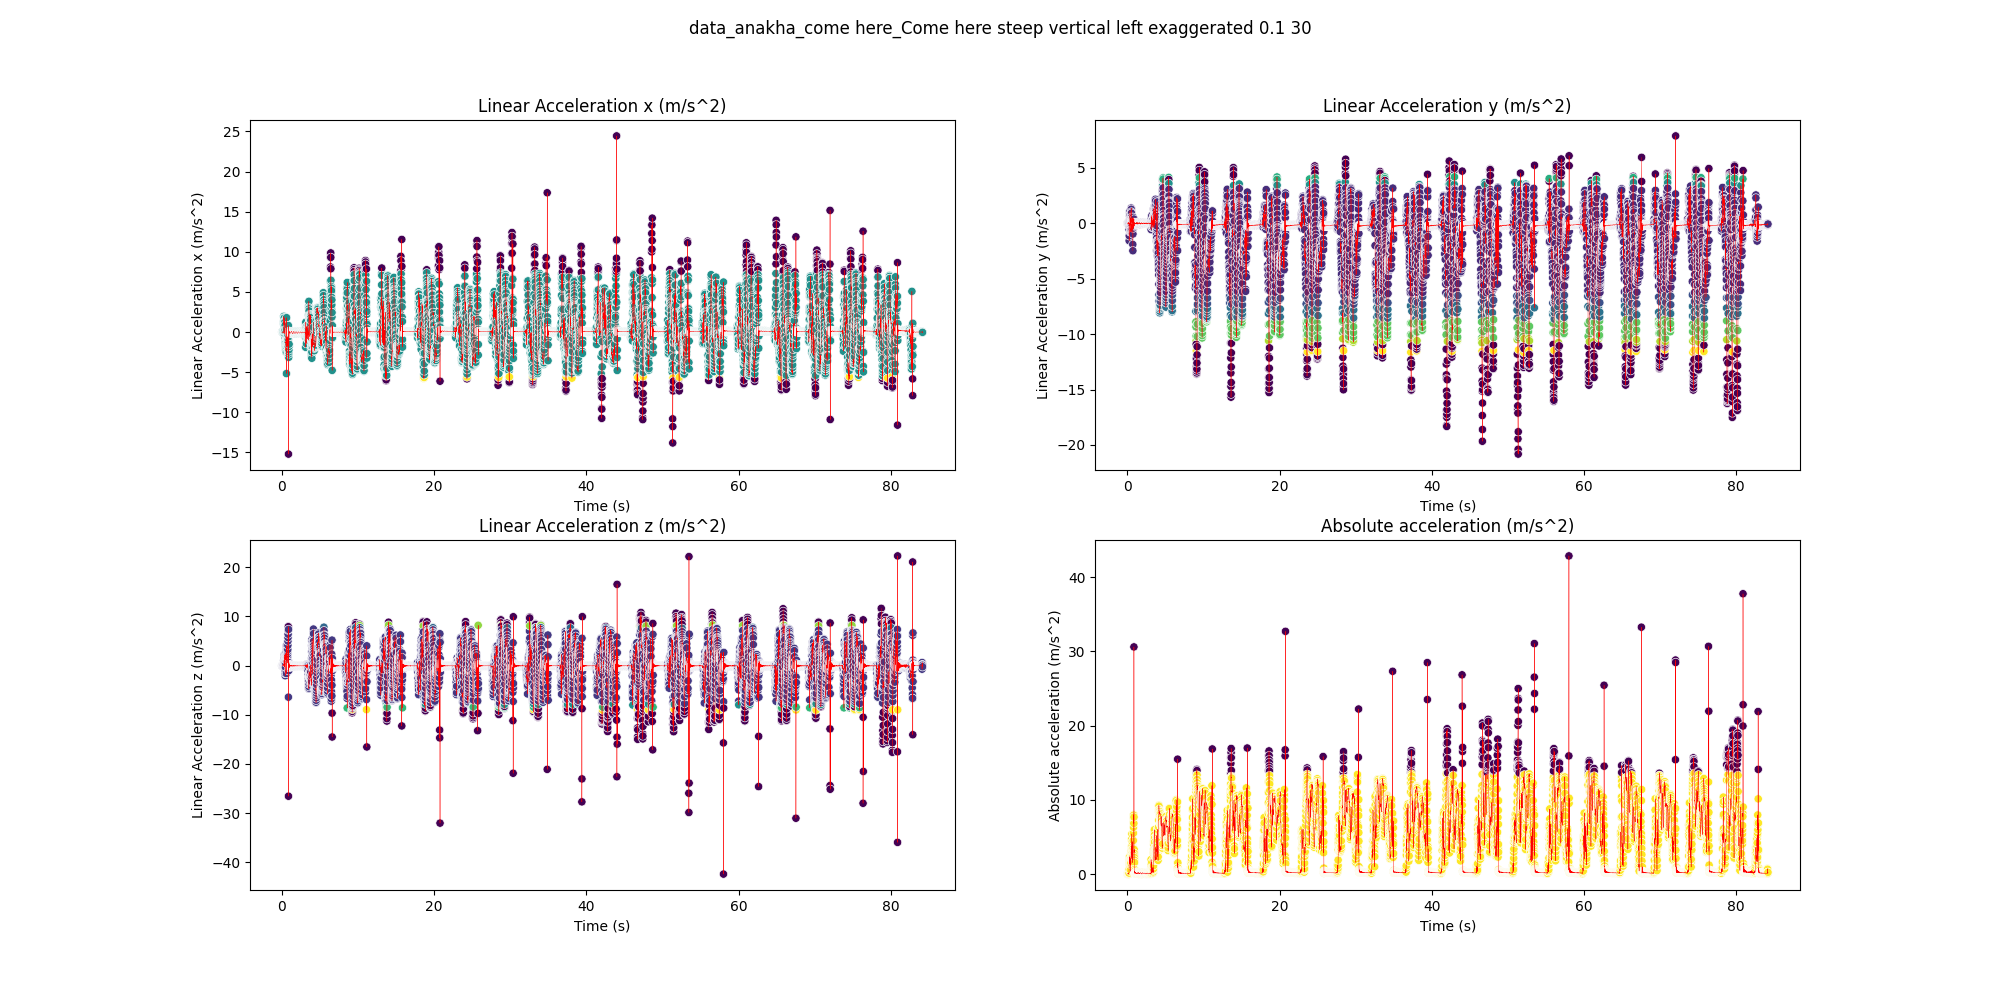 data_anakha_come here_Come here steep vertical left exaggerated 0.1 30
Linear Acceleration x (m/s^2)
Linear Acceleration x (m/s^2)
25
20
15
10
5
0
−5
−10
−15
0 20 40 60 80
Time (s)
Linear Acceleration y (m/s^2)
Linear Acceleration y (m/s^2)
5
0
−5
−10
−15
−20
0 20 40 60 80
Time (s)
Linear Acceleration z (m/s^2)
Linear Acceleration z (m/s^2)
20
10
0
−10
−20
−30
−40
0 20 40 60 80
Time (s)
Absolute acceleration (m/s^2)
Absolute acceleration (m/s^2)
40
30
20
10
0
0 20 40 60 80
Time (s)